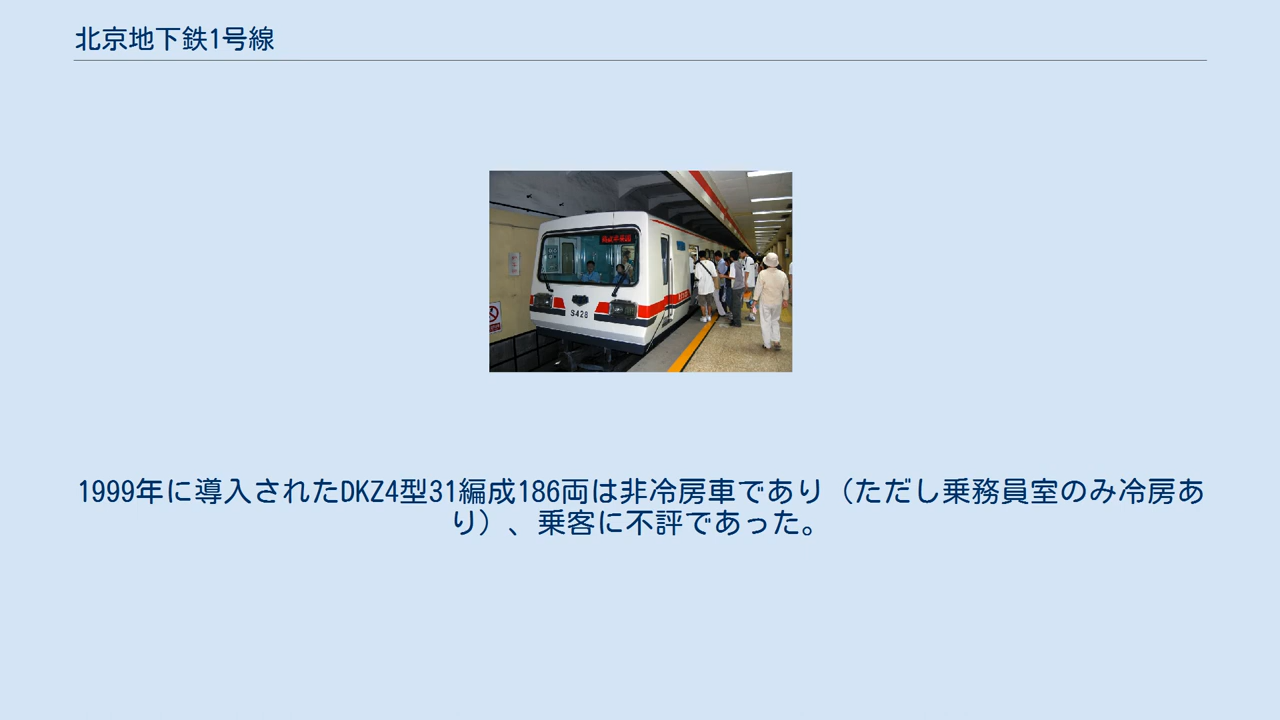 北京地下鉄1号線
S428
1999年に導入されたDKZ4型31編成186両は非冷房車であり（ただし乗務員室のみ冷房あ
り）、乗客に不評であった。